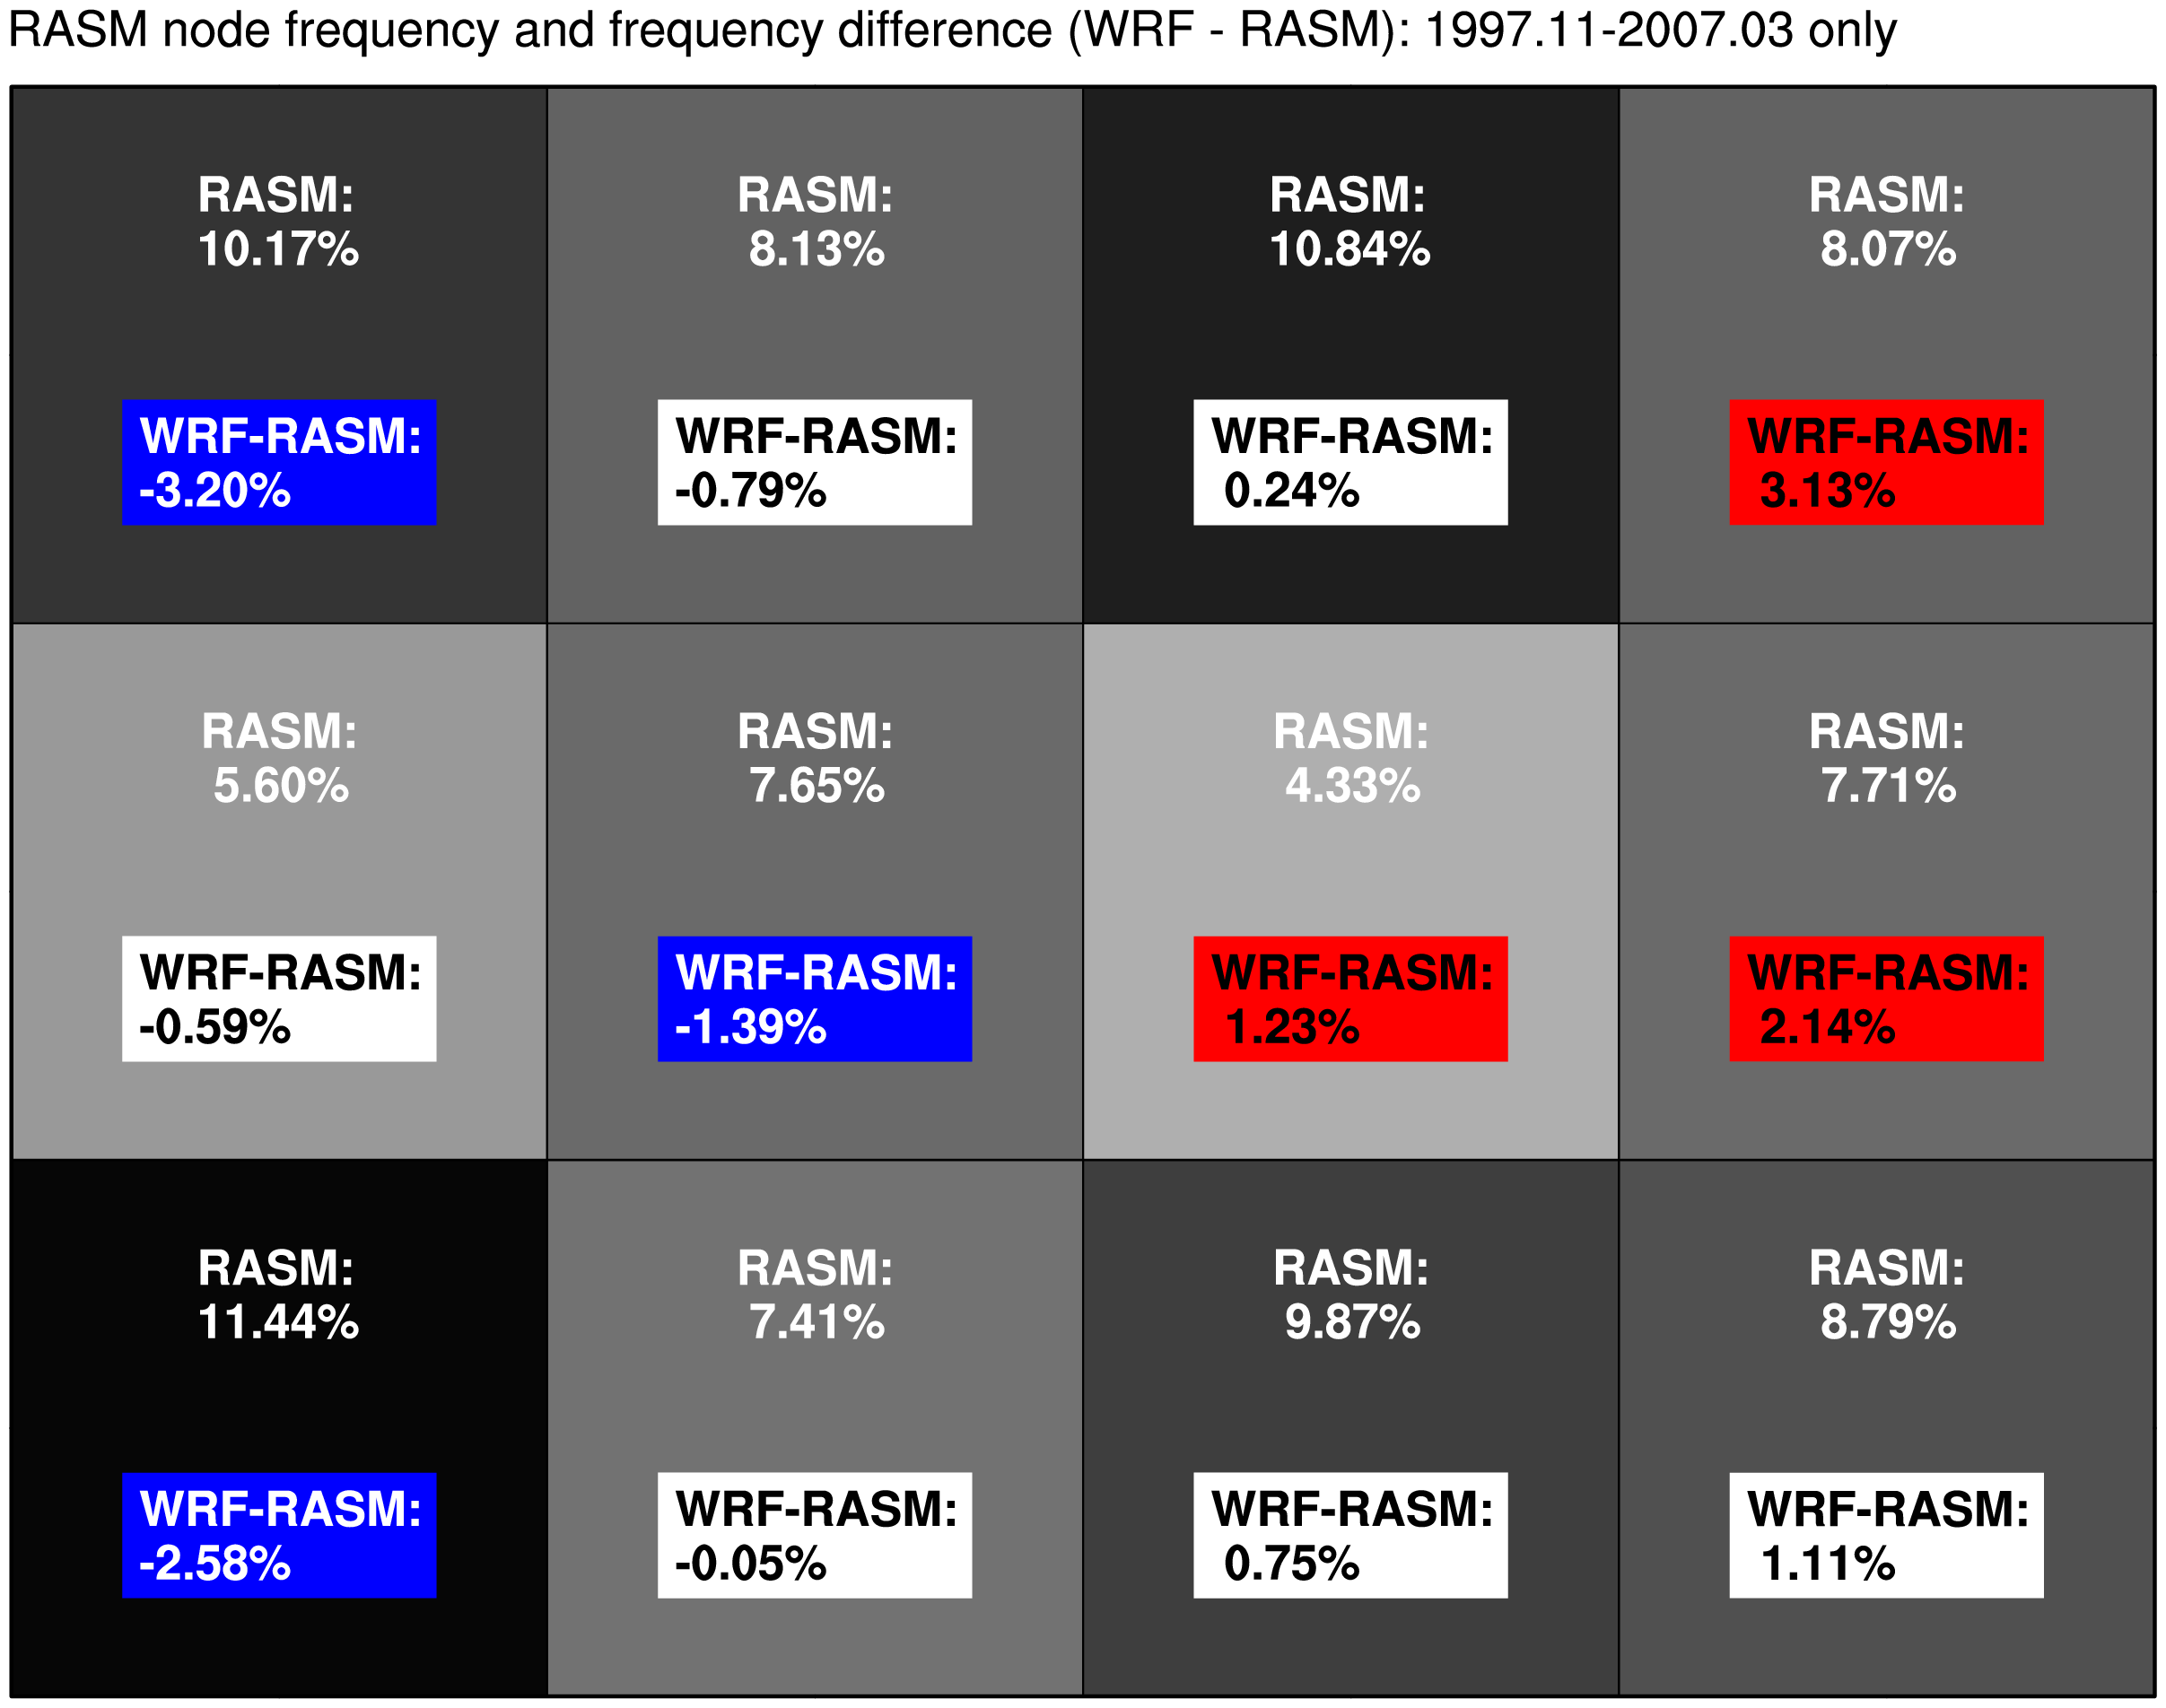 RASM node frequency and frequency difference (WRF - RASM): 1997.11-2007.03 only
RASM:
10.17%
WRF-RASM:
-3.20%
RASM:
8.13%
WRF-RASM:
-0.79%
RASM:
10.84%
WRF-RASM:
0.24%
RASM:
8.07%
WRF-RASM:
3.13%
RASM:
5.60%
WRF-RASM:
-0.59%
RASM:
7.65%
WRF-RASM:
-1.39%
RASM:
4.33%
WRF-RASM:
1.23%
RASM:
7.71%
WRF-RASM:
2.14%
RASM:
11.44%
WRF-RASM:
-2.58%
RASM:
7.41%
WRF-RASM:
-0.05%
RASM:
9.87%
WRF-RASM:
0.75%
RASM:
8.79%
WRF-RASM:
1.11%